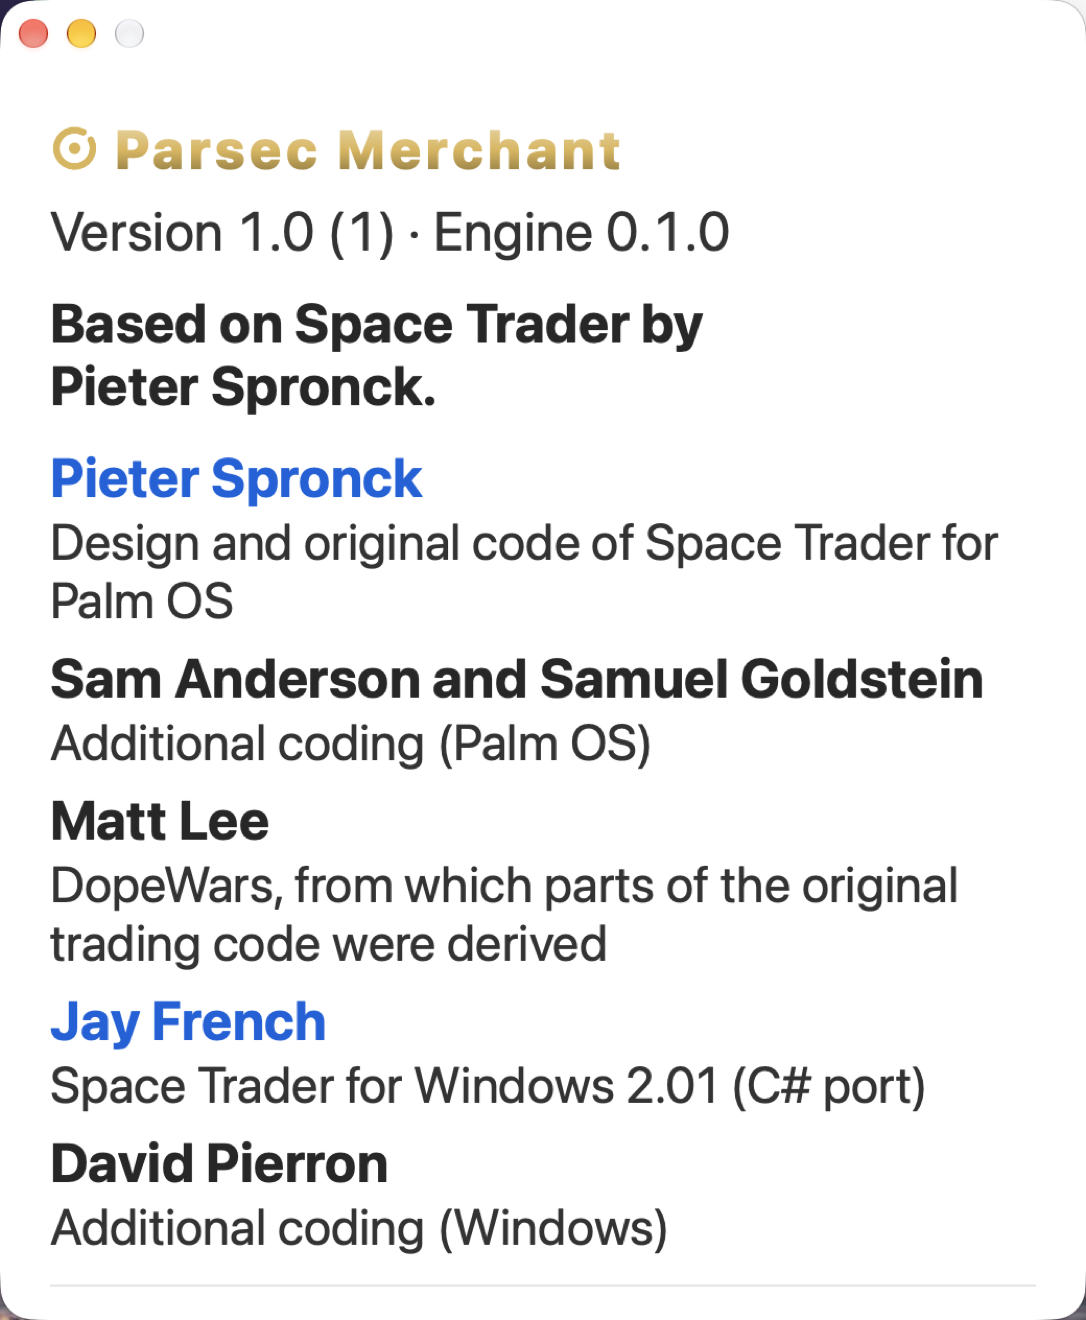 Parsec Merchant
Version 1.0 (1) · Engine 0.1.0
Based on Space Trader by
Pieter Spronck.
Pieter Spronck
Design and original code of Space Trader for
Palm OS
Sam Anderson and Samuel Goldstein
Additional coding (Palm OS)
Matt Lee
DopeWars, from which parts of the original
trading code were derived
Jay French
Space Trader for Windows 2.01 (C# port)
David Pierron
Additional coding (Windows)